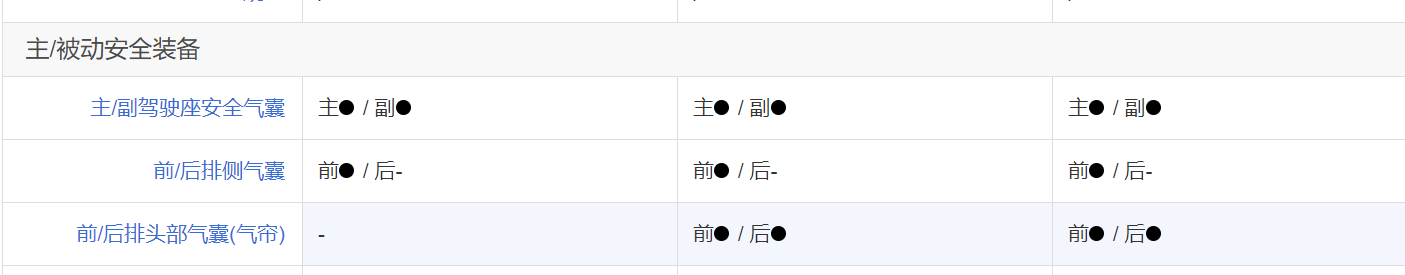 主/被动安全装备
主/副驾驶座安全气囊 主● / 副● 主● / 副● 主● / 副●
前/后排侧气囊 前● / 后- 前● / 后- 前● / 后-
前/后排头部气囊(气帘) - 前● / 后● 前● / 后●